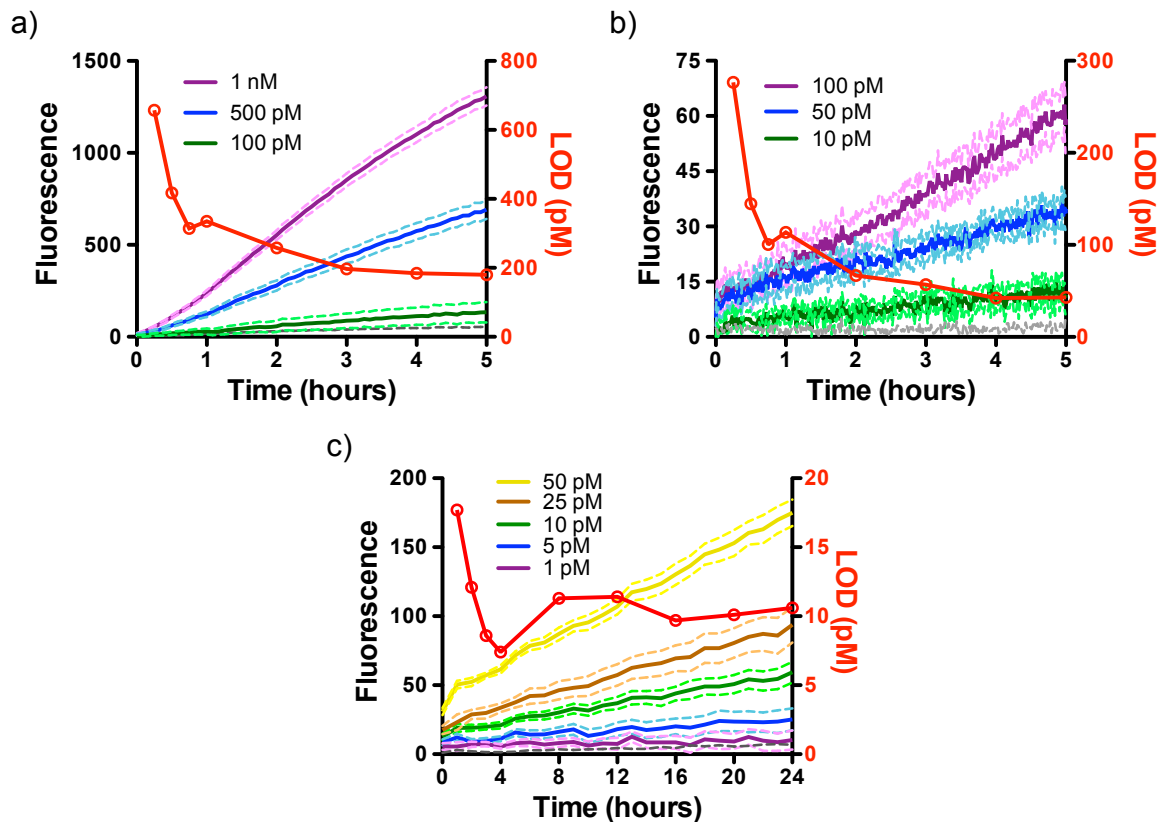 a)
1500
1000
500
0
Fluorescence
1 nM
500 pM
100 pM
800
600
400
200
0
LOD (pM)
0 1 2 3 4 5
Time (hours)
b)
75
60
45
30
15
0
Fluorescence
100 pM
50 pM
10 pM
300
200
100
0
LOD (pM)
0 1 2 3 4 5
Time (hours)
c)
200
150
100
50
0
Fluorescence
50 pM
25 pM
10 pM
5 pM
1 pM
20
15
10
5
0
LOD (pM)
0 4 8 12 16 20 24
Time (hours)